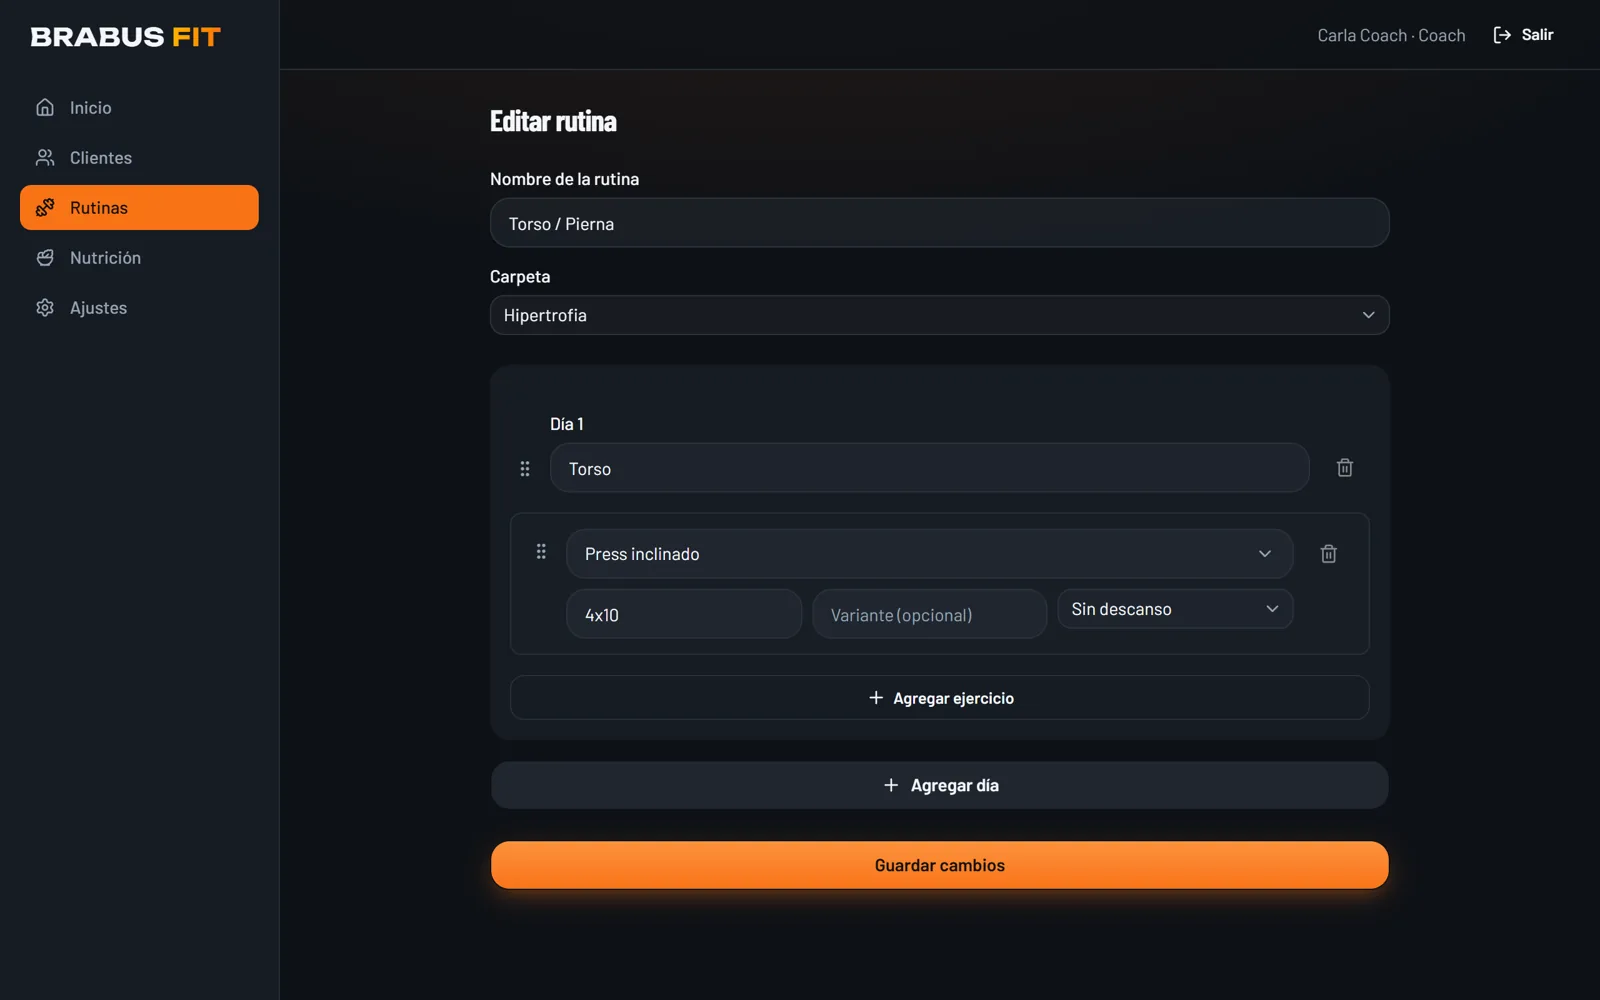 BRABUS FIT
Carla Coach · Coach
Salir
Inicio
Clientes
Rutinas
Nutrición
Ajustes
Editar rutina
Nombre de la rutina
Torso / Pierna
Carpeta
Hipertrofia
Día 1
Torso
Press inclinado
4x10
Variante (opcional)
Sin descanso
+ Agregar ejercicio
+ Agregar día
Guardar cambios